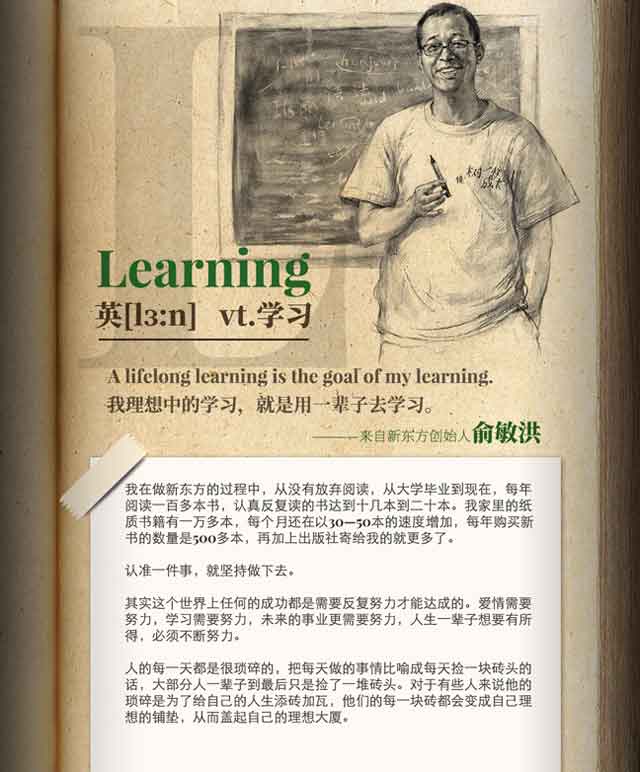 Learning
英[lɜ:n] vt.学习
A lifelong learning is the goal of my learning.
我理想中的学习，就是用一辈子去学习。
———来自新东方创始人俞敏洪
我在做新东方的过程中，从没有放弃阅读，从大学毕业到现在，每年
阅读一百多本书，认真反复读的书达到十几本到二十本。我家里的纸
质书籍有一万多本，每个月还在以30—50本的速度增加，每年购买新
书的数量是500多本，再加上出版社寄给我的就更多了。
认准一件事，就坚持做下去。
其实这个世界上任何的成功都是需要反复努力才能达成的。爱情需要
努力，学习需要努力，未来的事业更需要努力，人生一辈子想要有所
得，必须不断努力。
人的每一天都是很琐碎的，把每天做的事情比喻成每天捡一块砖头的
话，大部分人一辈子到最后只是捡了一堆砖头。对于有些人来说他的
琐碎是为了给自己的人生添砖加瓦，他们的每一块砖都会变成自己理
想的铺垫，从而盖起自己的理想大厦。